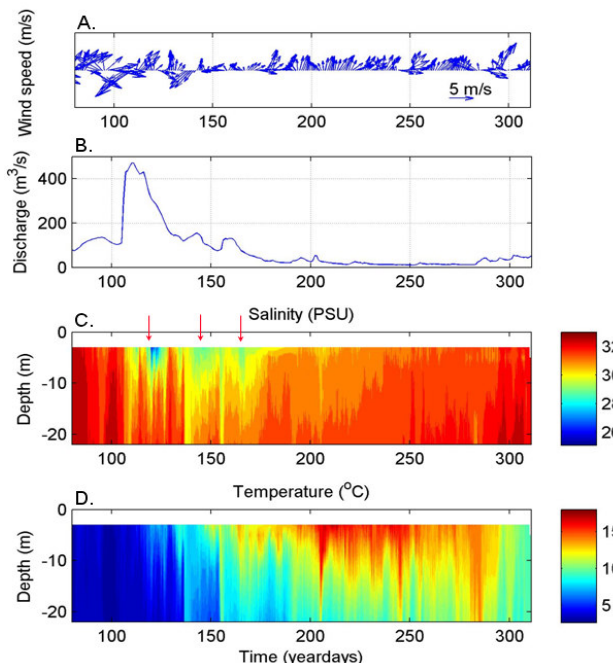 A.
Wind speed (m/s)
5 m/s
100 150 200 250 300
B.
Discharge (m³/s)
400
200
0
100 150 200 250 300
C.
Salinity (PSU)
Depth (m)
0
-10
-20
32
30
28
26
100 150 200 250 300
D.
Temperature (°C)
Depth (m)
0
-10
-20
15
10
5
100 150 200 250 300
Time (yeardays)